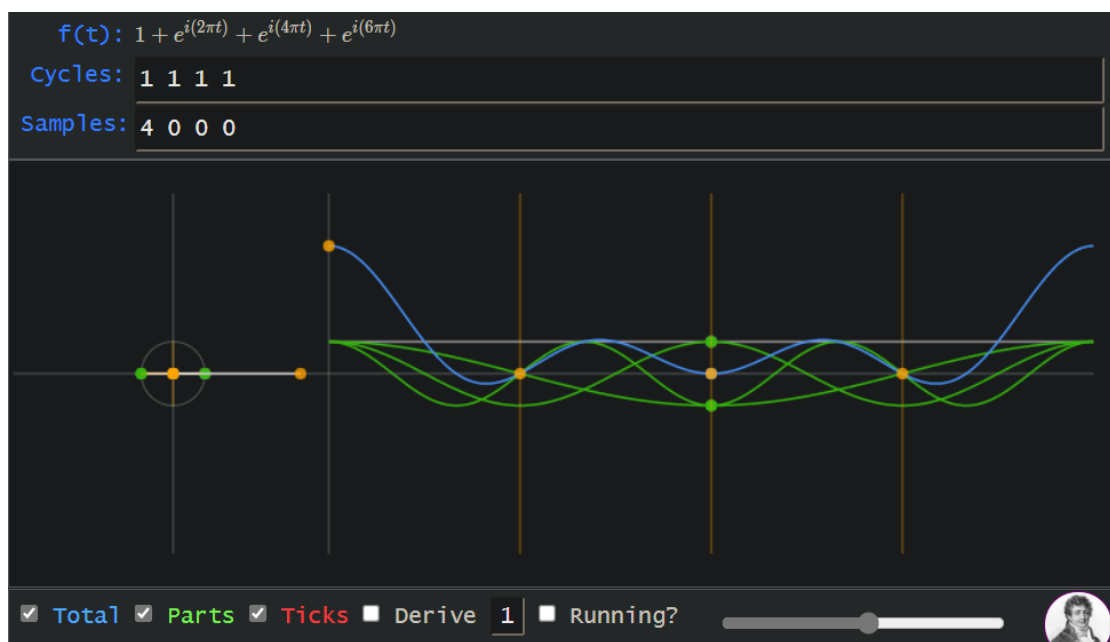 f(t): 1 + e^{i(2πt)} + e^{i(4πt)} + e^{i(6πt)}
Cycles: 1 1 1 1
Samples: 4 0 0 0
Total Parts Ticks Derive 1 Running?